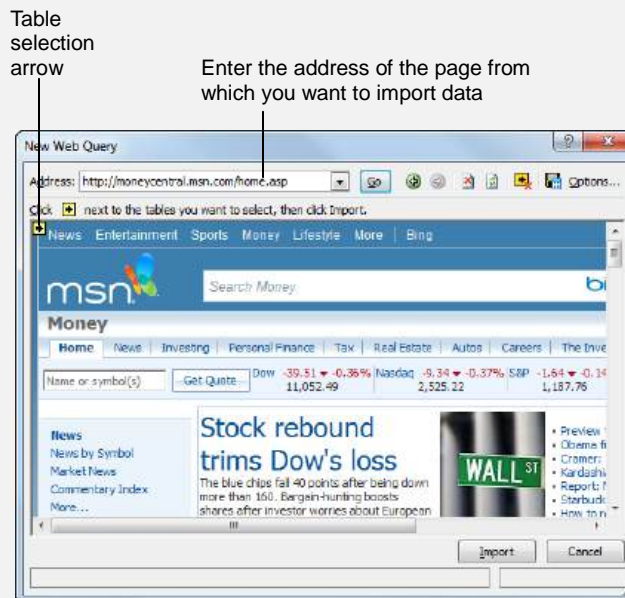 Table
selection
arrow
Enter the address of the page from
which you want to import data
New Web Query
Address: http://moneycentral.msn.com/home.asp Go Options...
Click next to the tables you want to select, then click Import.
News Entertainment Sports Money Lifestyle More Bing
msn Search Money
Money
Home News Investing Personal Finance Tax Real Estate Autos Careers The Inve
Name or symbol(s) Get Quote Dow -39.51 -0.36% Nasdaq -9.34 -0.37% S&P -1.64 -0.14
11,052.49 2,525.22 1,187.76
Stock rebound
trims Dow's loss
The blue chips fall 40 points after being down
more than 160. Bargain-hunting boosts
shares after investor worries about European
News
News by Symbol
Market News
Commentary Index
More...
WALL ST
Preview
Obama f
Cramer:
Kardashi
Report:
Starbuck
How to
Import Cancel